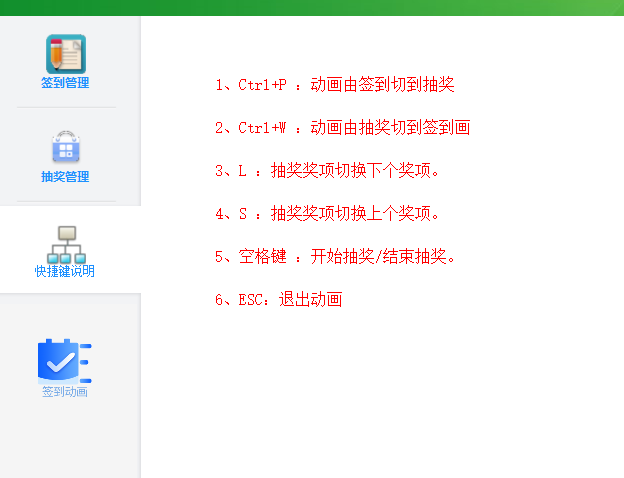 签到管理
抽奖管理
快捷键说明
签到动画
1、Ctrl+P ：动画由签到切到抽奖
2、Ctrl+W ：动画由抽奖切到签到画
3、L ：抽奖奖项切换下个奖项。
4、S ：抽奖奖项切换上个奖项。
5、空格键 ：开始抽奖/结束抽奖。
6、ESC：退出动画